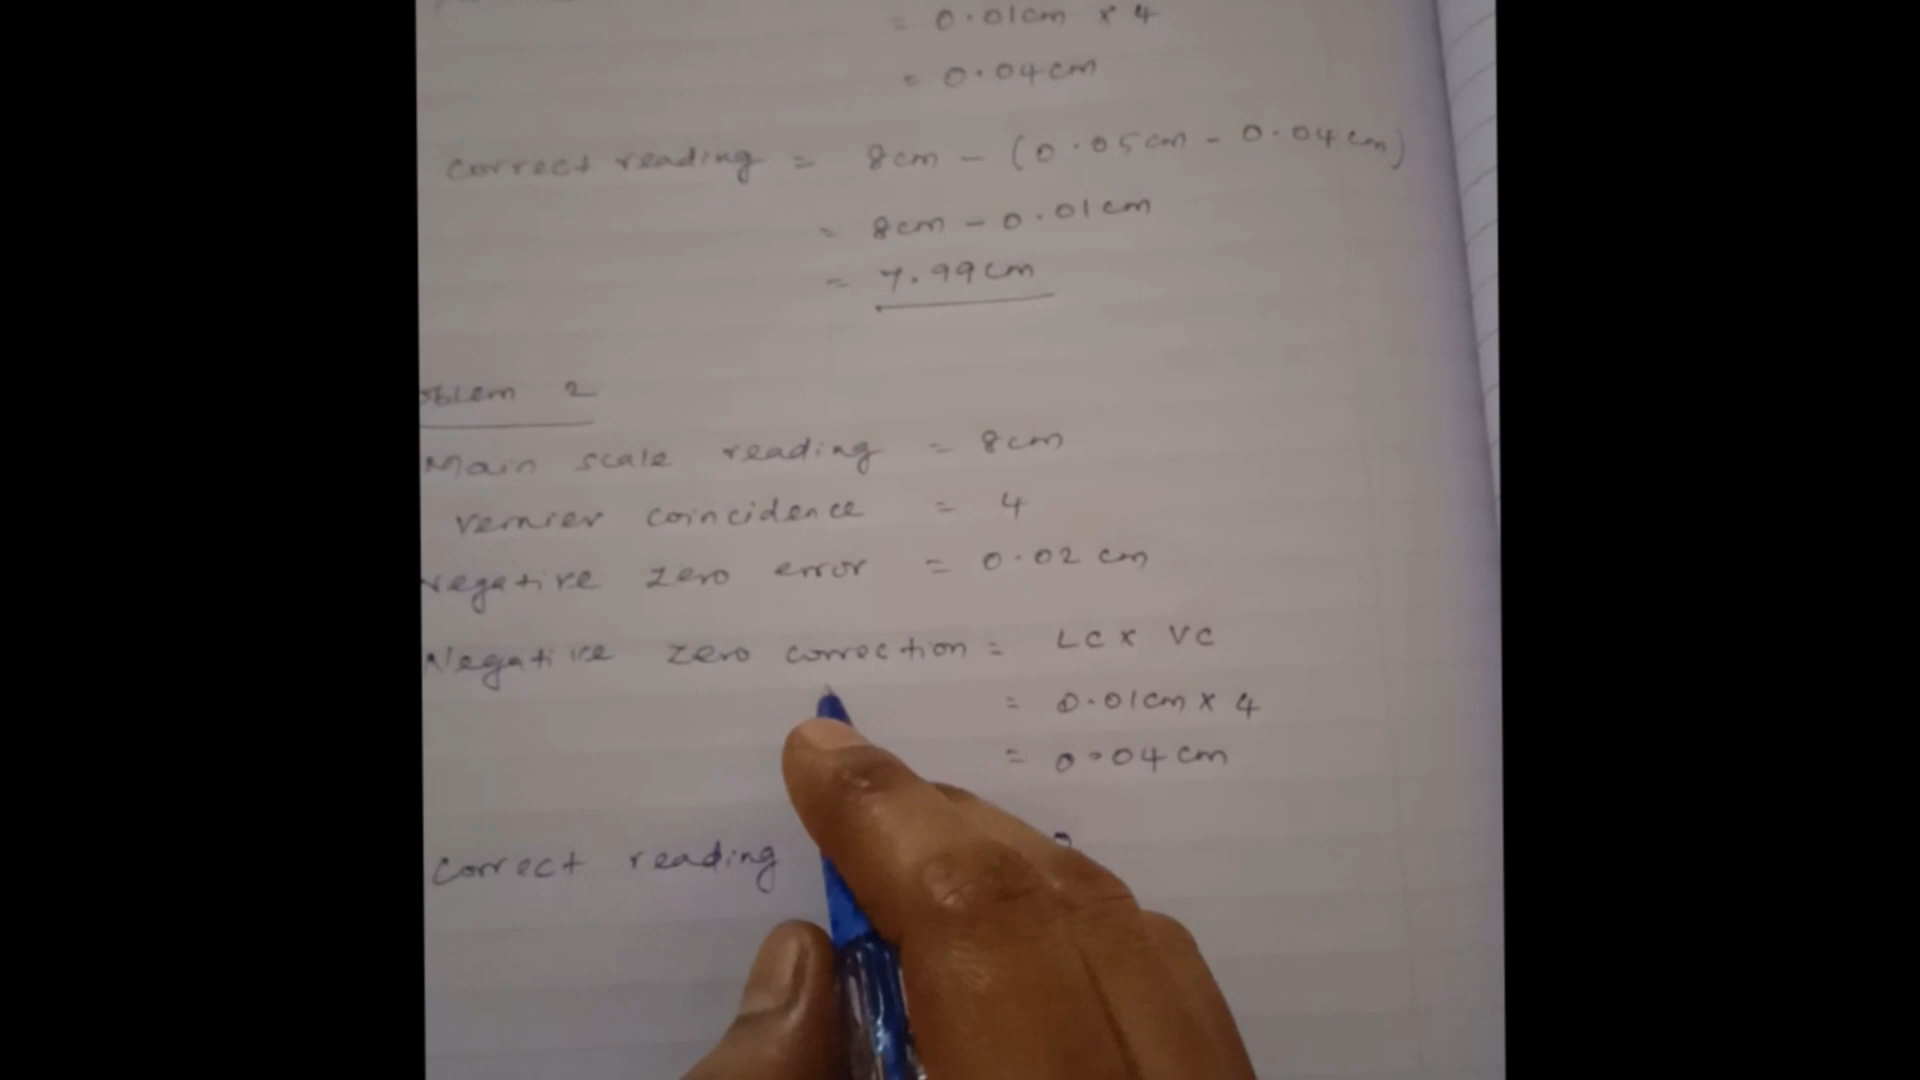 = 0.01cm x 4
= 0.04cm
Correct reading = 8cm - (0.05cm - 0.04cm)
= 8cm - 0.01cm
= 7.99cm
oblem 2
Main scale reading = 8cm
Vernier coincidence = 4
Negative zero error = 0.02 cm
Negative zero correction = LC x VC
= 0.01cm x 4
= 0.04 cm
Correct reading